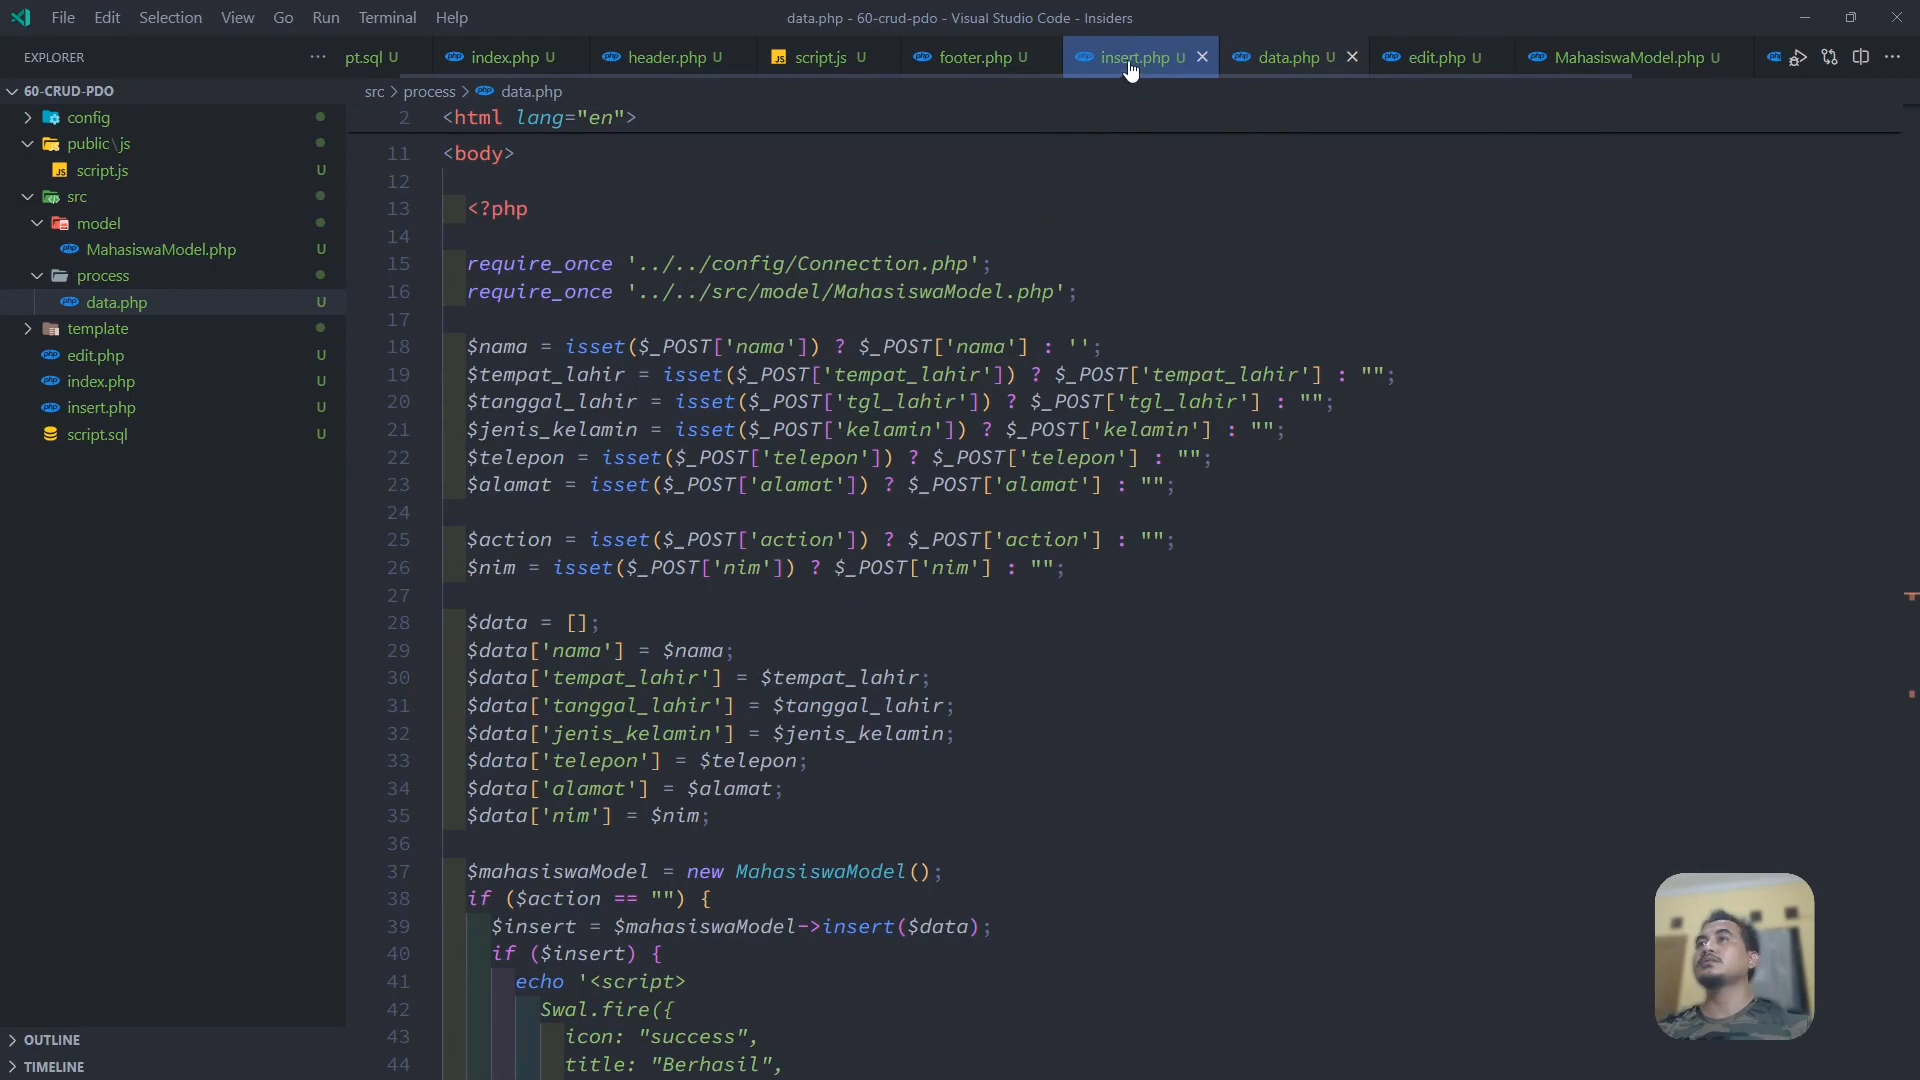 File Edit Selection View Go Run Terminal Help
data.php - 60-crud-pdo - Visual Studio Code - Insiders
EXPLORER
pt.sql U
index.php U
header.php U
script.js U
footer.php U
insert.php U
data.php U
edit.php U
MahasiswaModel.php U
60-CRUD-PDO
config
public\js
script.js U
src
model
MahasiswaModel.php U
process
data.php U
template
edit.php U
index.php U
insert.php U
script.sql U
OUTLINE
TIMELINE
src > process > data.php
2 <html lang="en">
11 <body>
12
13 <?php
14
15 require_once '../../config/Connection.php';
16 require_once '../../src/model/MahasiswaModel.php';
17
18 $nama = isset($_POST['nama']) ? $_POST['nama'] : '';
19 $tempat_lahir = isset($_POST['tempat_lahir']) ? $_POST['tempat_lahir'] : "";
20 $tanggal_lahir = isset($_POST['tgl_lahir']) ? $_POST['tgl_lahir'] : "";
21 $jenis_kelamin = isset($_POST['kelamin']) ? $_POST['kelamin'] : "";
22 $telepon = isset($_POST['telepon']) ? $_POST['telepon'] : "";
23 $alamat = isset($_POST['alamat']) ? $_POST['alamat'] : "";
24
25 $action = isset($_POST['action']) ? $_POST['action'] : "";
26 $nim = isset($_POST['nim']) ? $_POST['nim'] : "";
27
28 $data = [];
29 $data['nama'] = $nama;
30 $data['tempat_lahir'] = $tempat_lahir;
31 $data['tanggal_lahir'] = $tanggal_lahir;
32 $data['jenis_kelamin'] = $jenis_kelamin;
33 $data['telepon'] = $telepon;
34 $data['alamat'] = $alamat;
35 $data['nim'] = $nim;
36
37 $mahasiswaModel = new MahasiswaModel();
38 if ($action == "") {
39 $insert = $mahasiswaModel->insert($data);
40 if ($insert) {
41 echo '<script>
42 Swal.fire({
43 icon: "success",
44 title: "Berhasil",